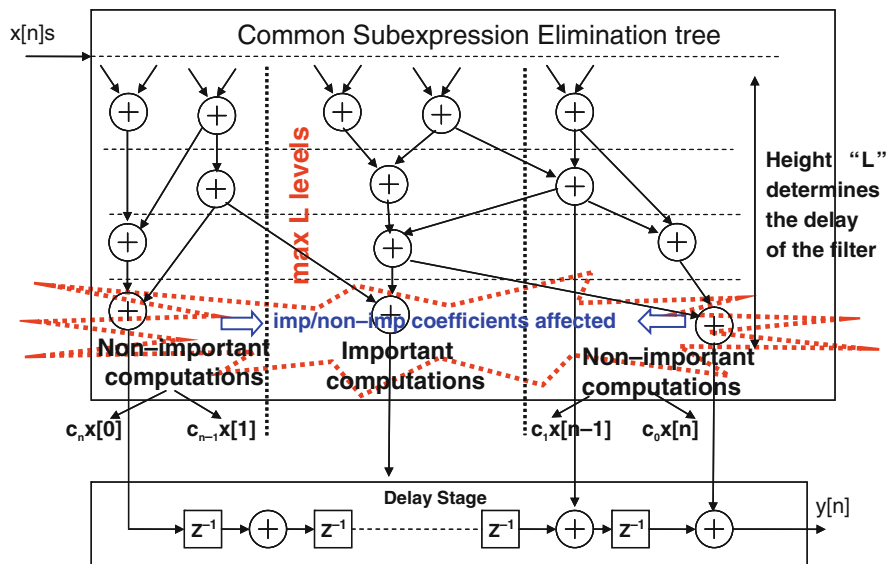 x[n]s
Common Subexpression Elimination tree
+ + + + +
max L levels
Height “L”
determines
the delay
of the filter
+ + +
+ + +
+ + +
imp/non–imp coefficients affected
Non–important
computations
Important
computations
Non–important
computations
cₙx[0]
cₙ₋₁x[1]
c₁x[n–1]
c₀x[n]
Delay Stage
y[n]
Z⁻¹ + Z⁻¹ Z⁻¹ + Z⁻¹ +